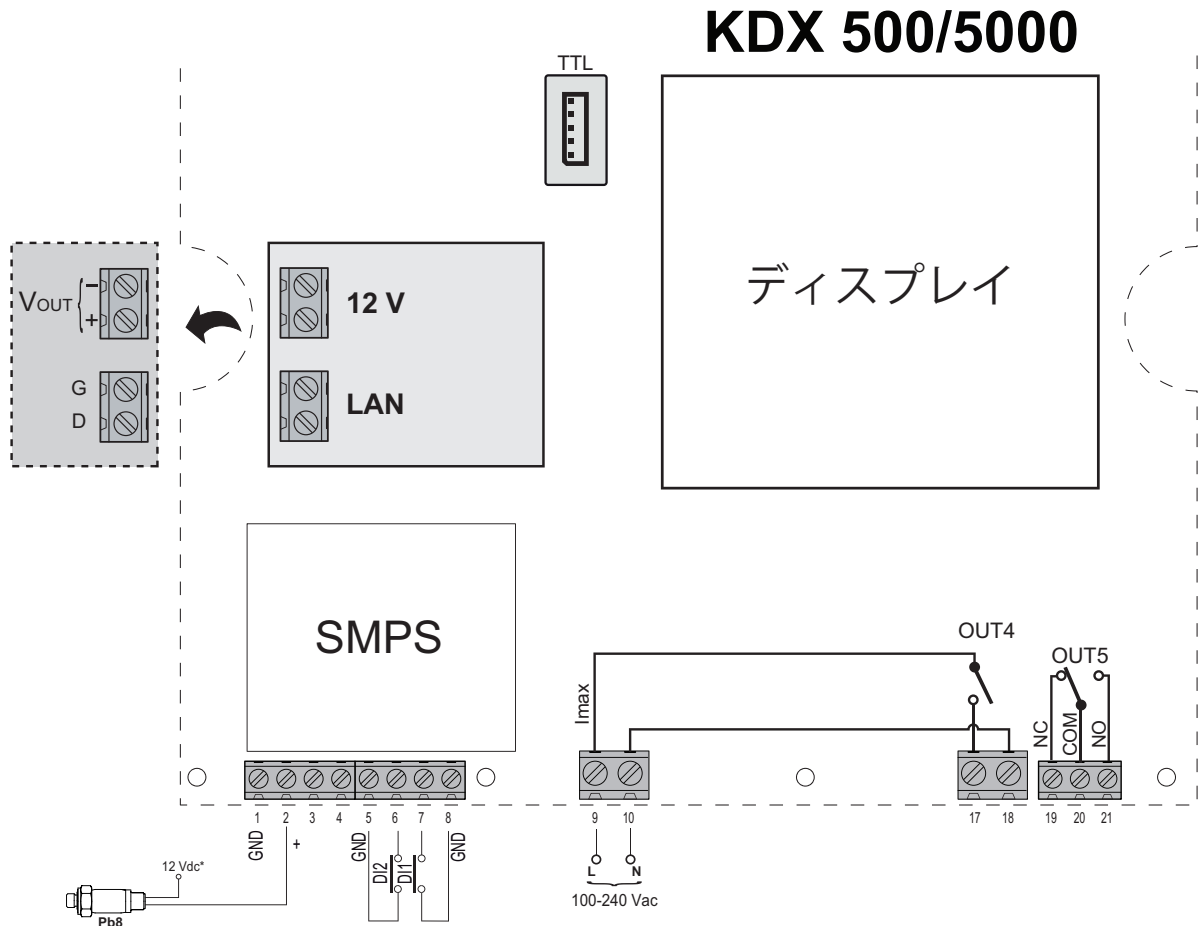 KDX 500/5000
TTL
ディスプレイ
VOUT
−
+
12 V
G
D
LAN
SMPS
OUT4
OUT5
Imax
NC
COM
NO
1 2 3 4 5 6 7 8
9 10
17 18
19 20 21
GND
+
GND
DI2
DI1
GND
L N
100-240 Vac
12 Vdc*
Pb8